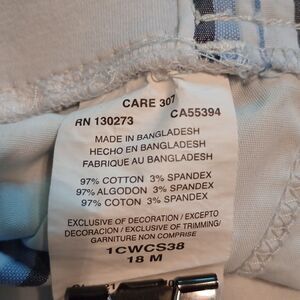 CARE 307
RN 130273 CA55394
MADE IN BANGLADESH
HECHO EN BANGLADESH
FABRIQUE AU BANGLADESH
97% COTTON 3% SPANDEX
97% ALGODON 3% SPANDEX
97% COTON 3% SPANDEX
EXCLUSIVE OF DECORATION / EXCEPTO
DECORACION / EXCLUSIVE OF TRIMMING/
GARNITURE NON COMPRISE
1CWCS38
18 M